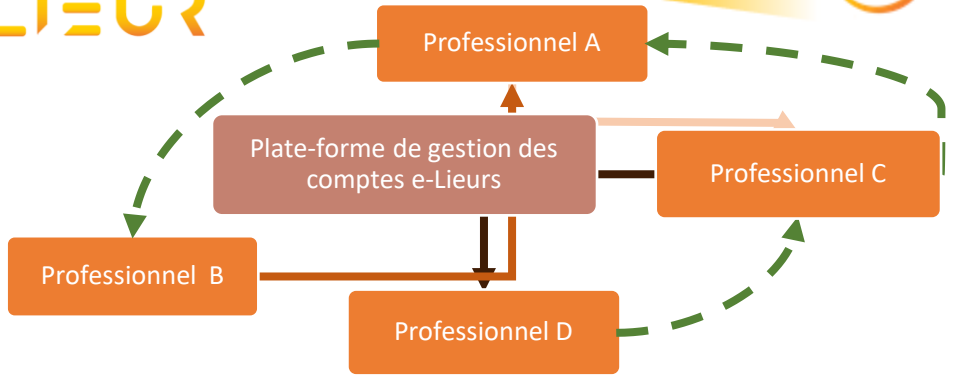 LIEUR
Professionnel A
Plate-forme de gestion des
comptes e-Lieurs
Professionnel C
Professionnel B
Professionnel D